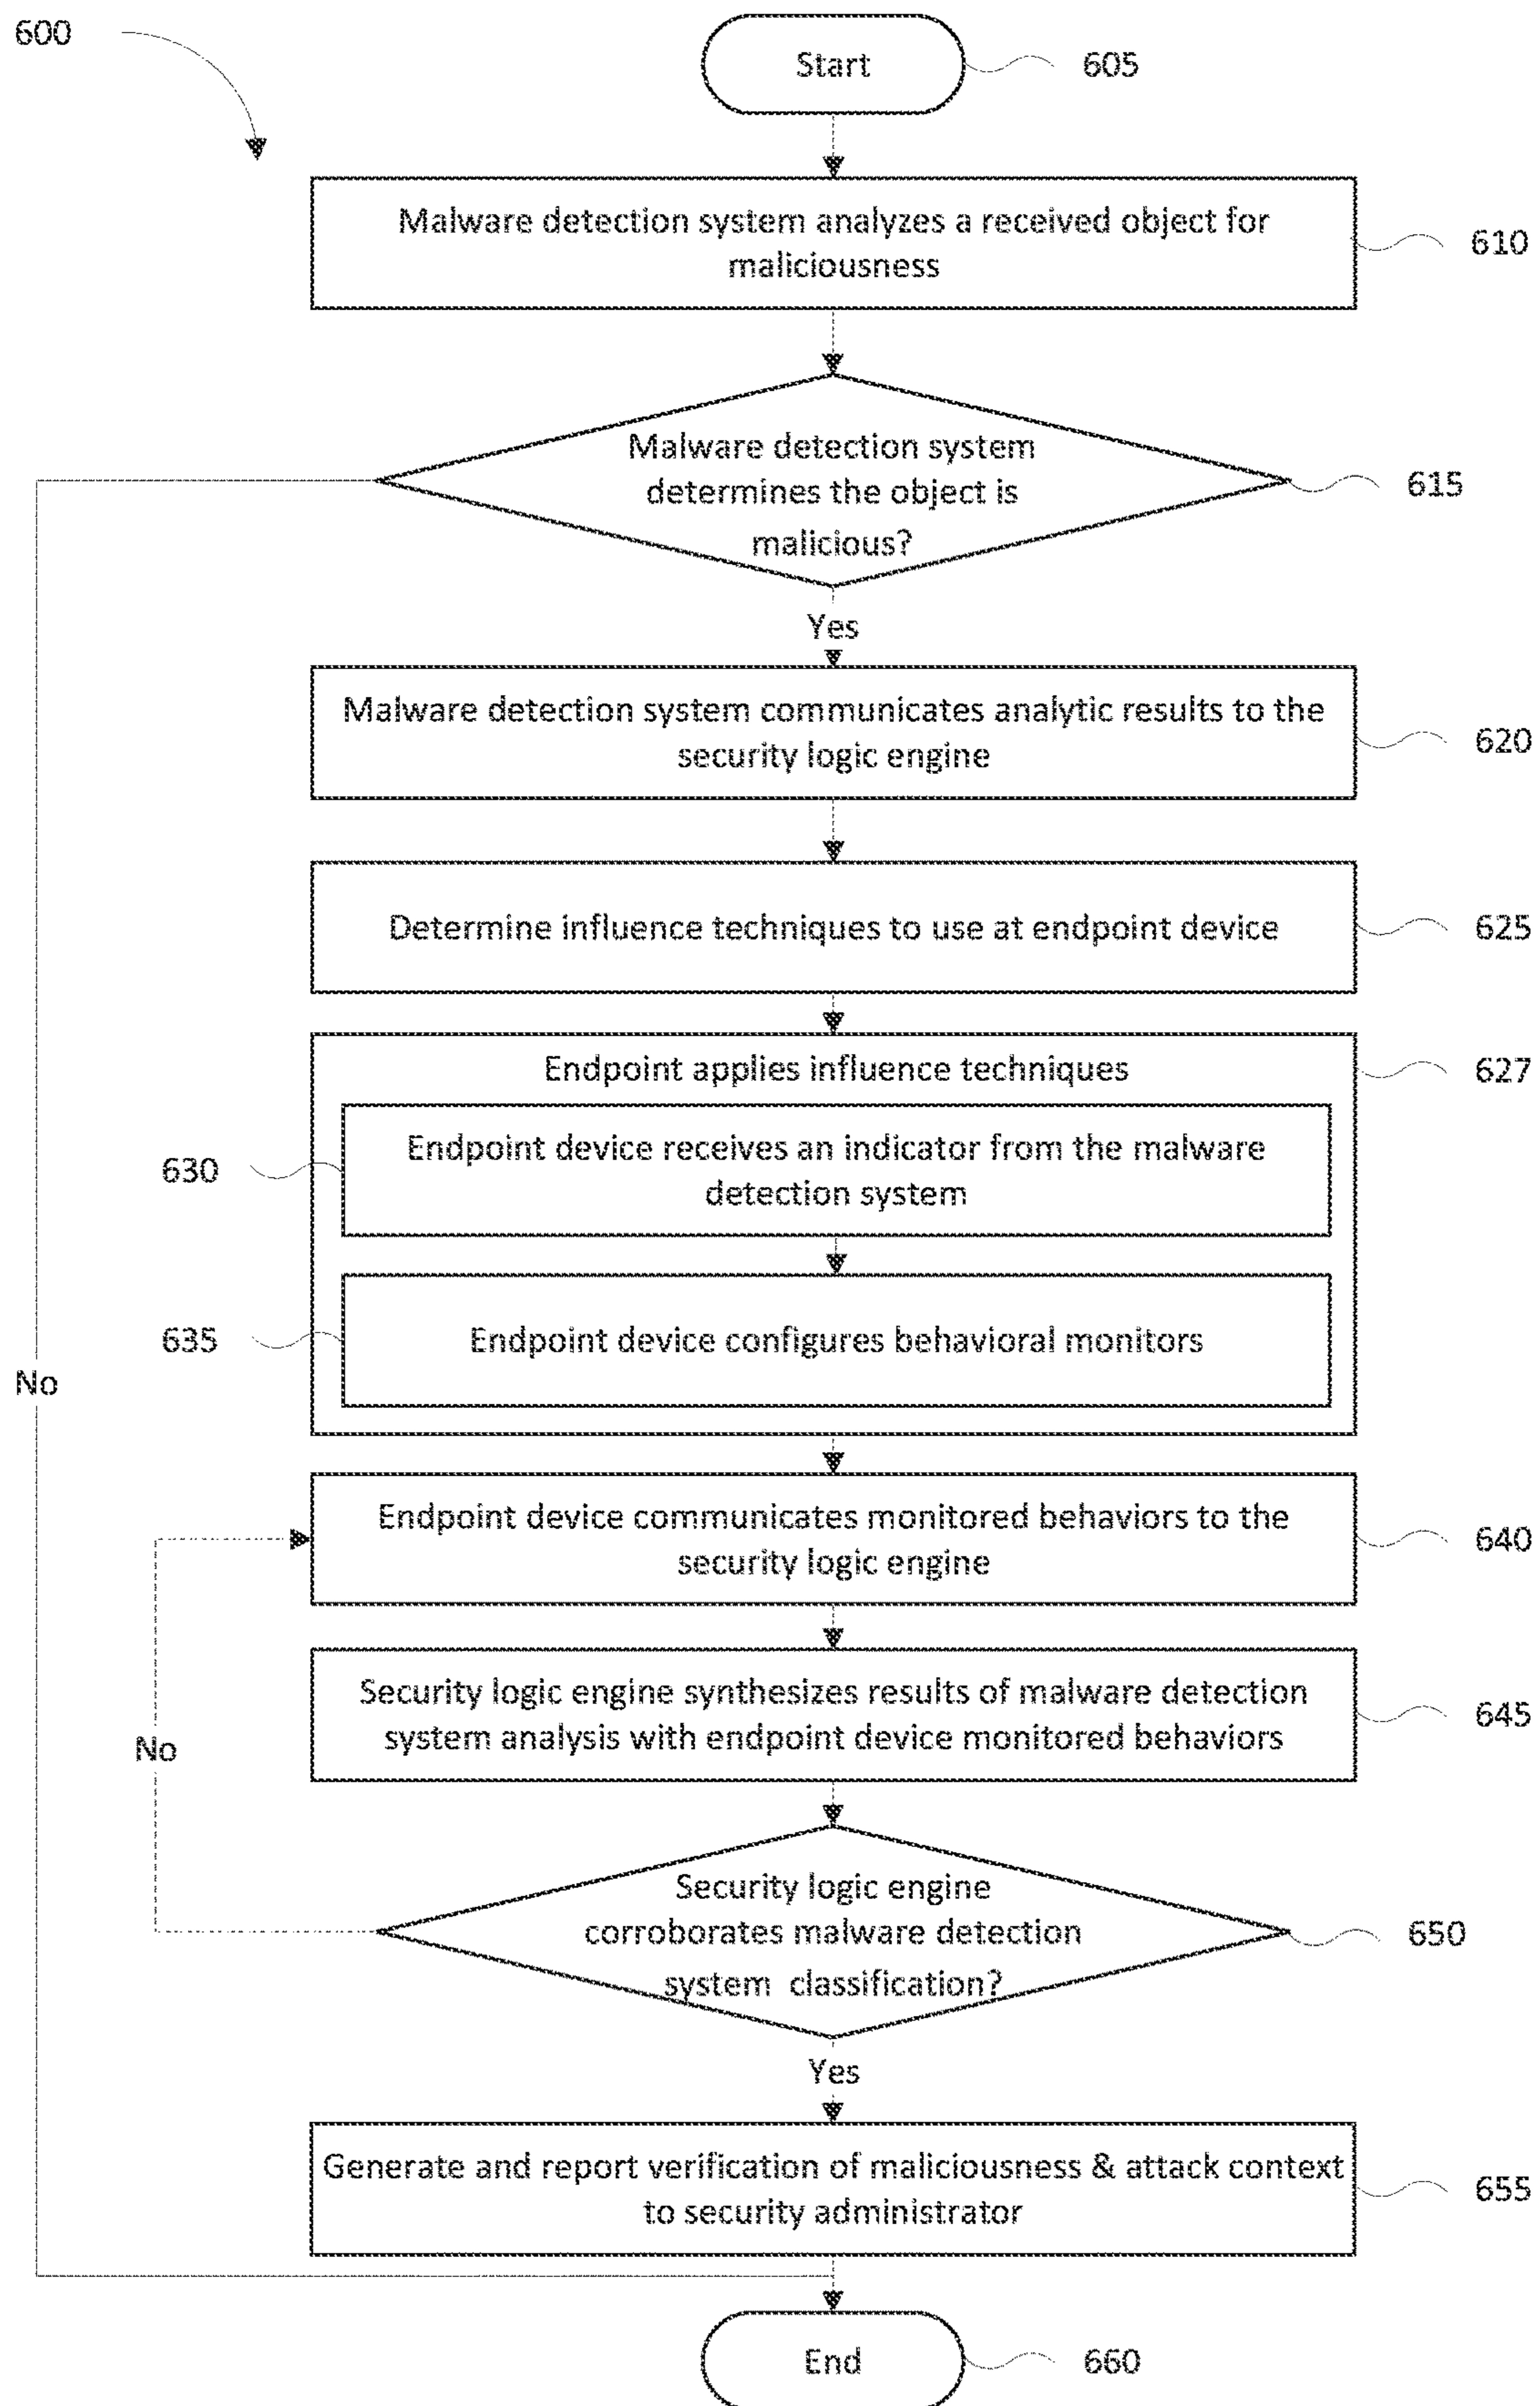 600
Start
605
Malware detection system analyzes a received object for
maliciousness
610
Malware detection system
determines the object is
malicious?
615
Yes
Malware detection system communicates analytic results to the
security logic engine
620
Determine influence techniques to use at endpoint device
625
Endpoint applies influence techniques
627
Endpoint device receives an indicator from the malware
detection system
630
Endpoint device configures behavioral monitors
635
No
Endpoint device communicates monitored behaviors to the
security logic engine
640
Security logic engine synthesizes results of malware detection
system analysis with endpoint device monitored behaviors
645
No
Security logic engine
corroborates malware detection
system classification?
650
Yes
Generate and report verification of maliciousness & attack context
to security administrator
655
End
660